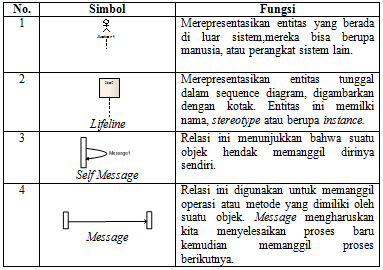 No. Simbol Fungsi
1 Merepresentasikan entitas yang berada
di luar sistem,mereka bisa berupa
manusia, atau perangkat sistem lain.
2 Merepresentasikan entitas tunggal
dalam sequence diagram, digambarkan
dengan kotak. Entitas ini memilki
nama, stereotype atau berupa instance.
Lifeline
3 Relasi ini menunjukkan bahwa suatu
objek hendak memanggil dirinya
sendiri.
Message1
Self Message
4 Relasi ini digunakan untuk memanggil
operasi atau metode yang dimiliki oleh
suatu objek. Message mengharuskan
kita menyelesaikan proses baru
kemudian memanggil proses
berikutnya.
Message